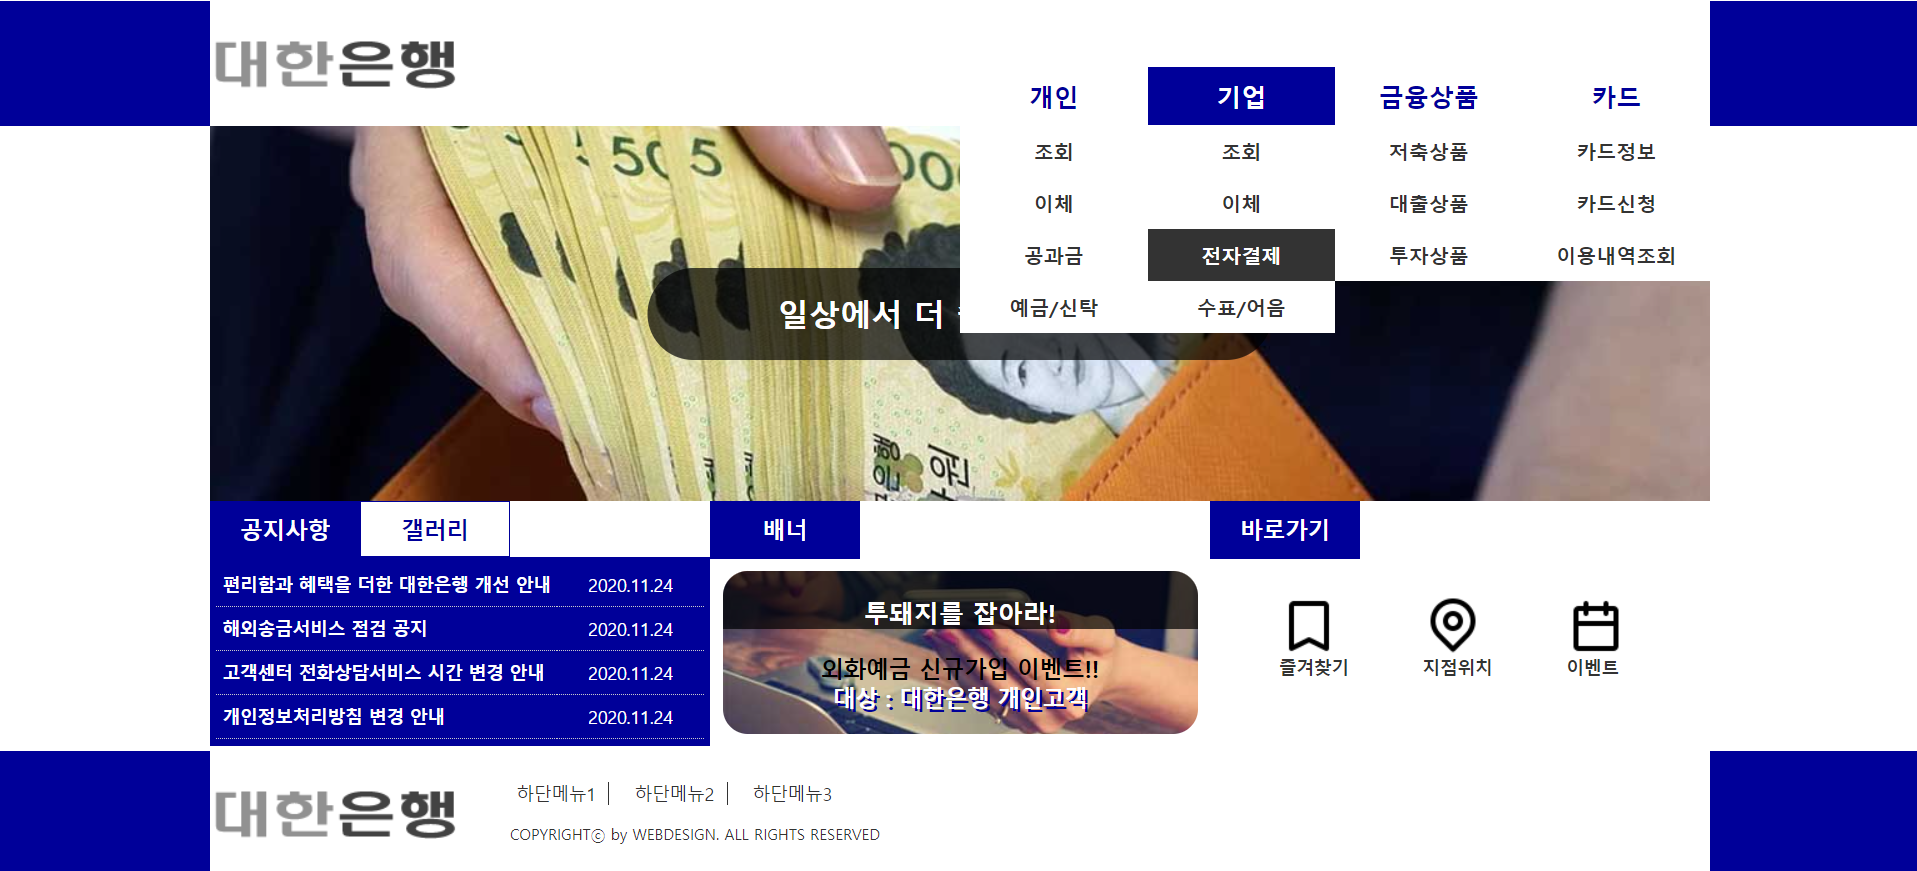 대한은행
개인 기업 금융상품 카드
조회 조회 저축상품 카드정보
이체 이체 대출상품 카드신청
공과금 전자결제 투자상품 이용내역조회
예금/신탁 수표/어음
50 5 00
일상에서 더
공지사항 갤러리 배너 바로가기
편리함과 혜택을 더한 대한은행 개선 안내 2020.11.24
해외송금서비스 점검 공지 2020.11.24
고객센터 전화상담서비스 시간 변경 안내 2020.11.24
개인정보처리방침 변경 안내 2020.11.24
투돼지를 잡아라!
외화예금 신규가입 이벤트!!
대상 : 대한은행 개인고객
즐겨찾기 지점위치 이벤트
대한은행
하단메뉴1 하단메뉴2 하단메뉴3
COPYRIGHTⓒ by WEBDESIGN. ALL RIGHTS RESERVED